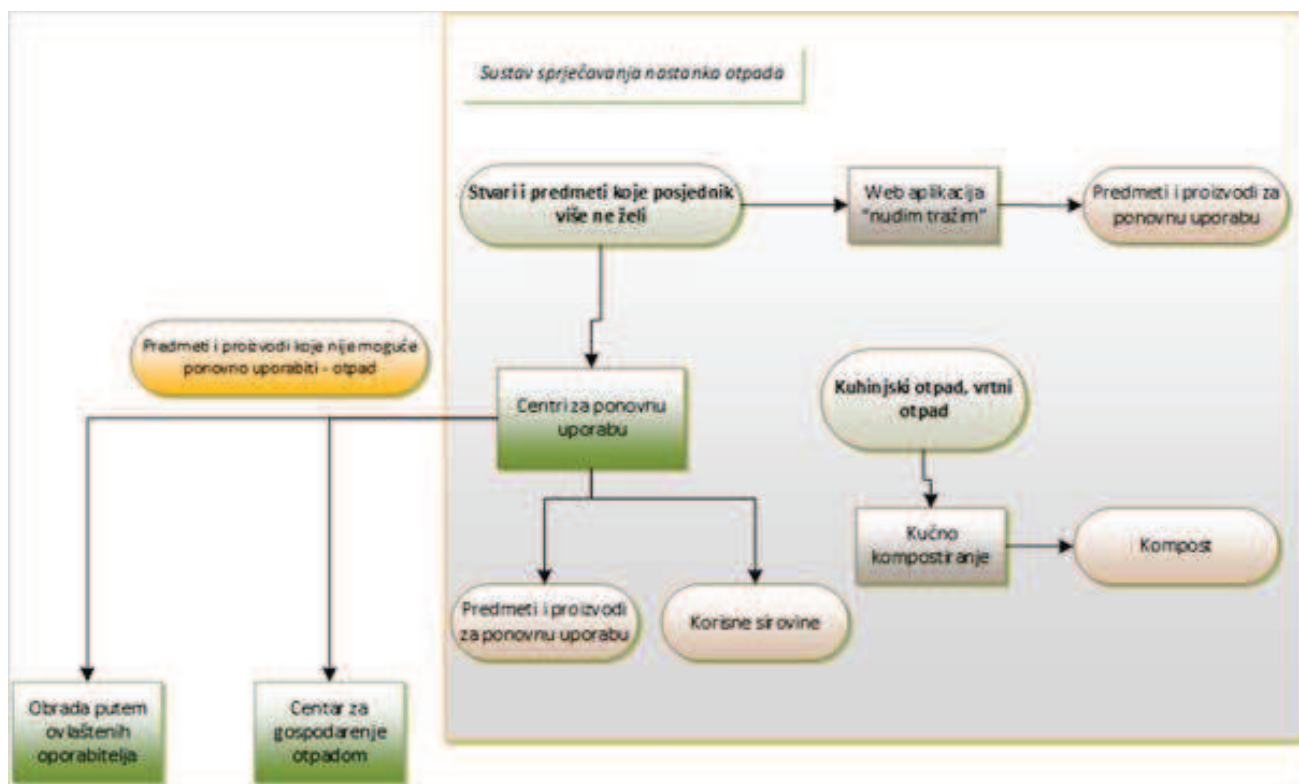 Sustav sprječavanja nastanka otpada
Stvari i predmeti koje posjednik
više ne želi
Web aplikacija
"nudim tražim"
Predmeti i proizvodi za
ponovnu uporabu
Predmeti i proizvodi koje nije moguće
ponovno uporabiti - otpad
Centri za ponovnu
uporabu
Kuhinjski otpad, vrtni
otpad
Kućno
kompostiranje
Kompost
Predmeti i proizvodi
za ponovnu uporabu
Korisne sirovine
Obrada putem
ovlaštenih
oporabitelja
Centar za
gospodarenje
otpadom